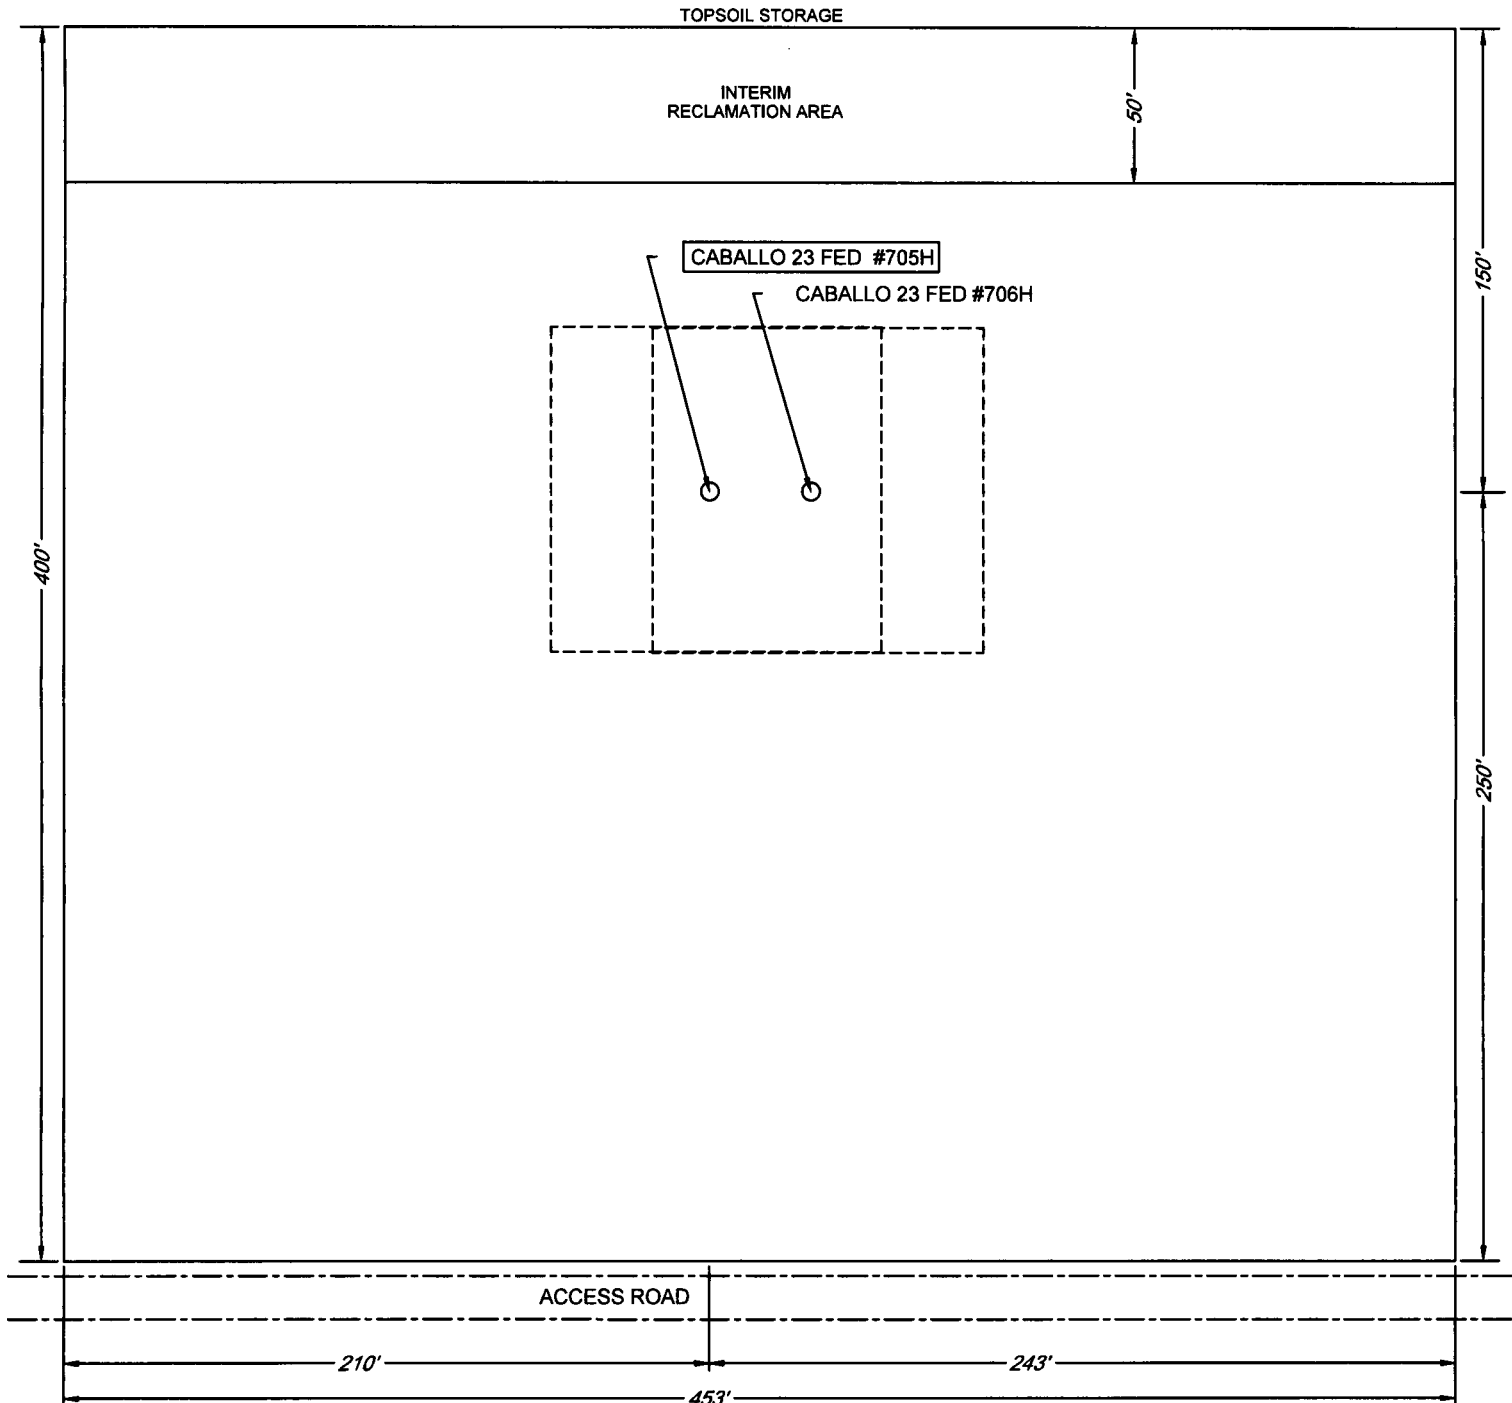 TOPSOIL STORAGE
INTERIM
RECLAMATION AREA
50'
CABALLO 23 FED #705H
CABALLO 23 FED #706H
150'
400'
250'
ACCESS ROAD
210'
243'
453'